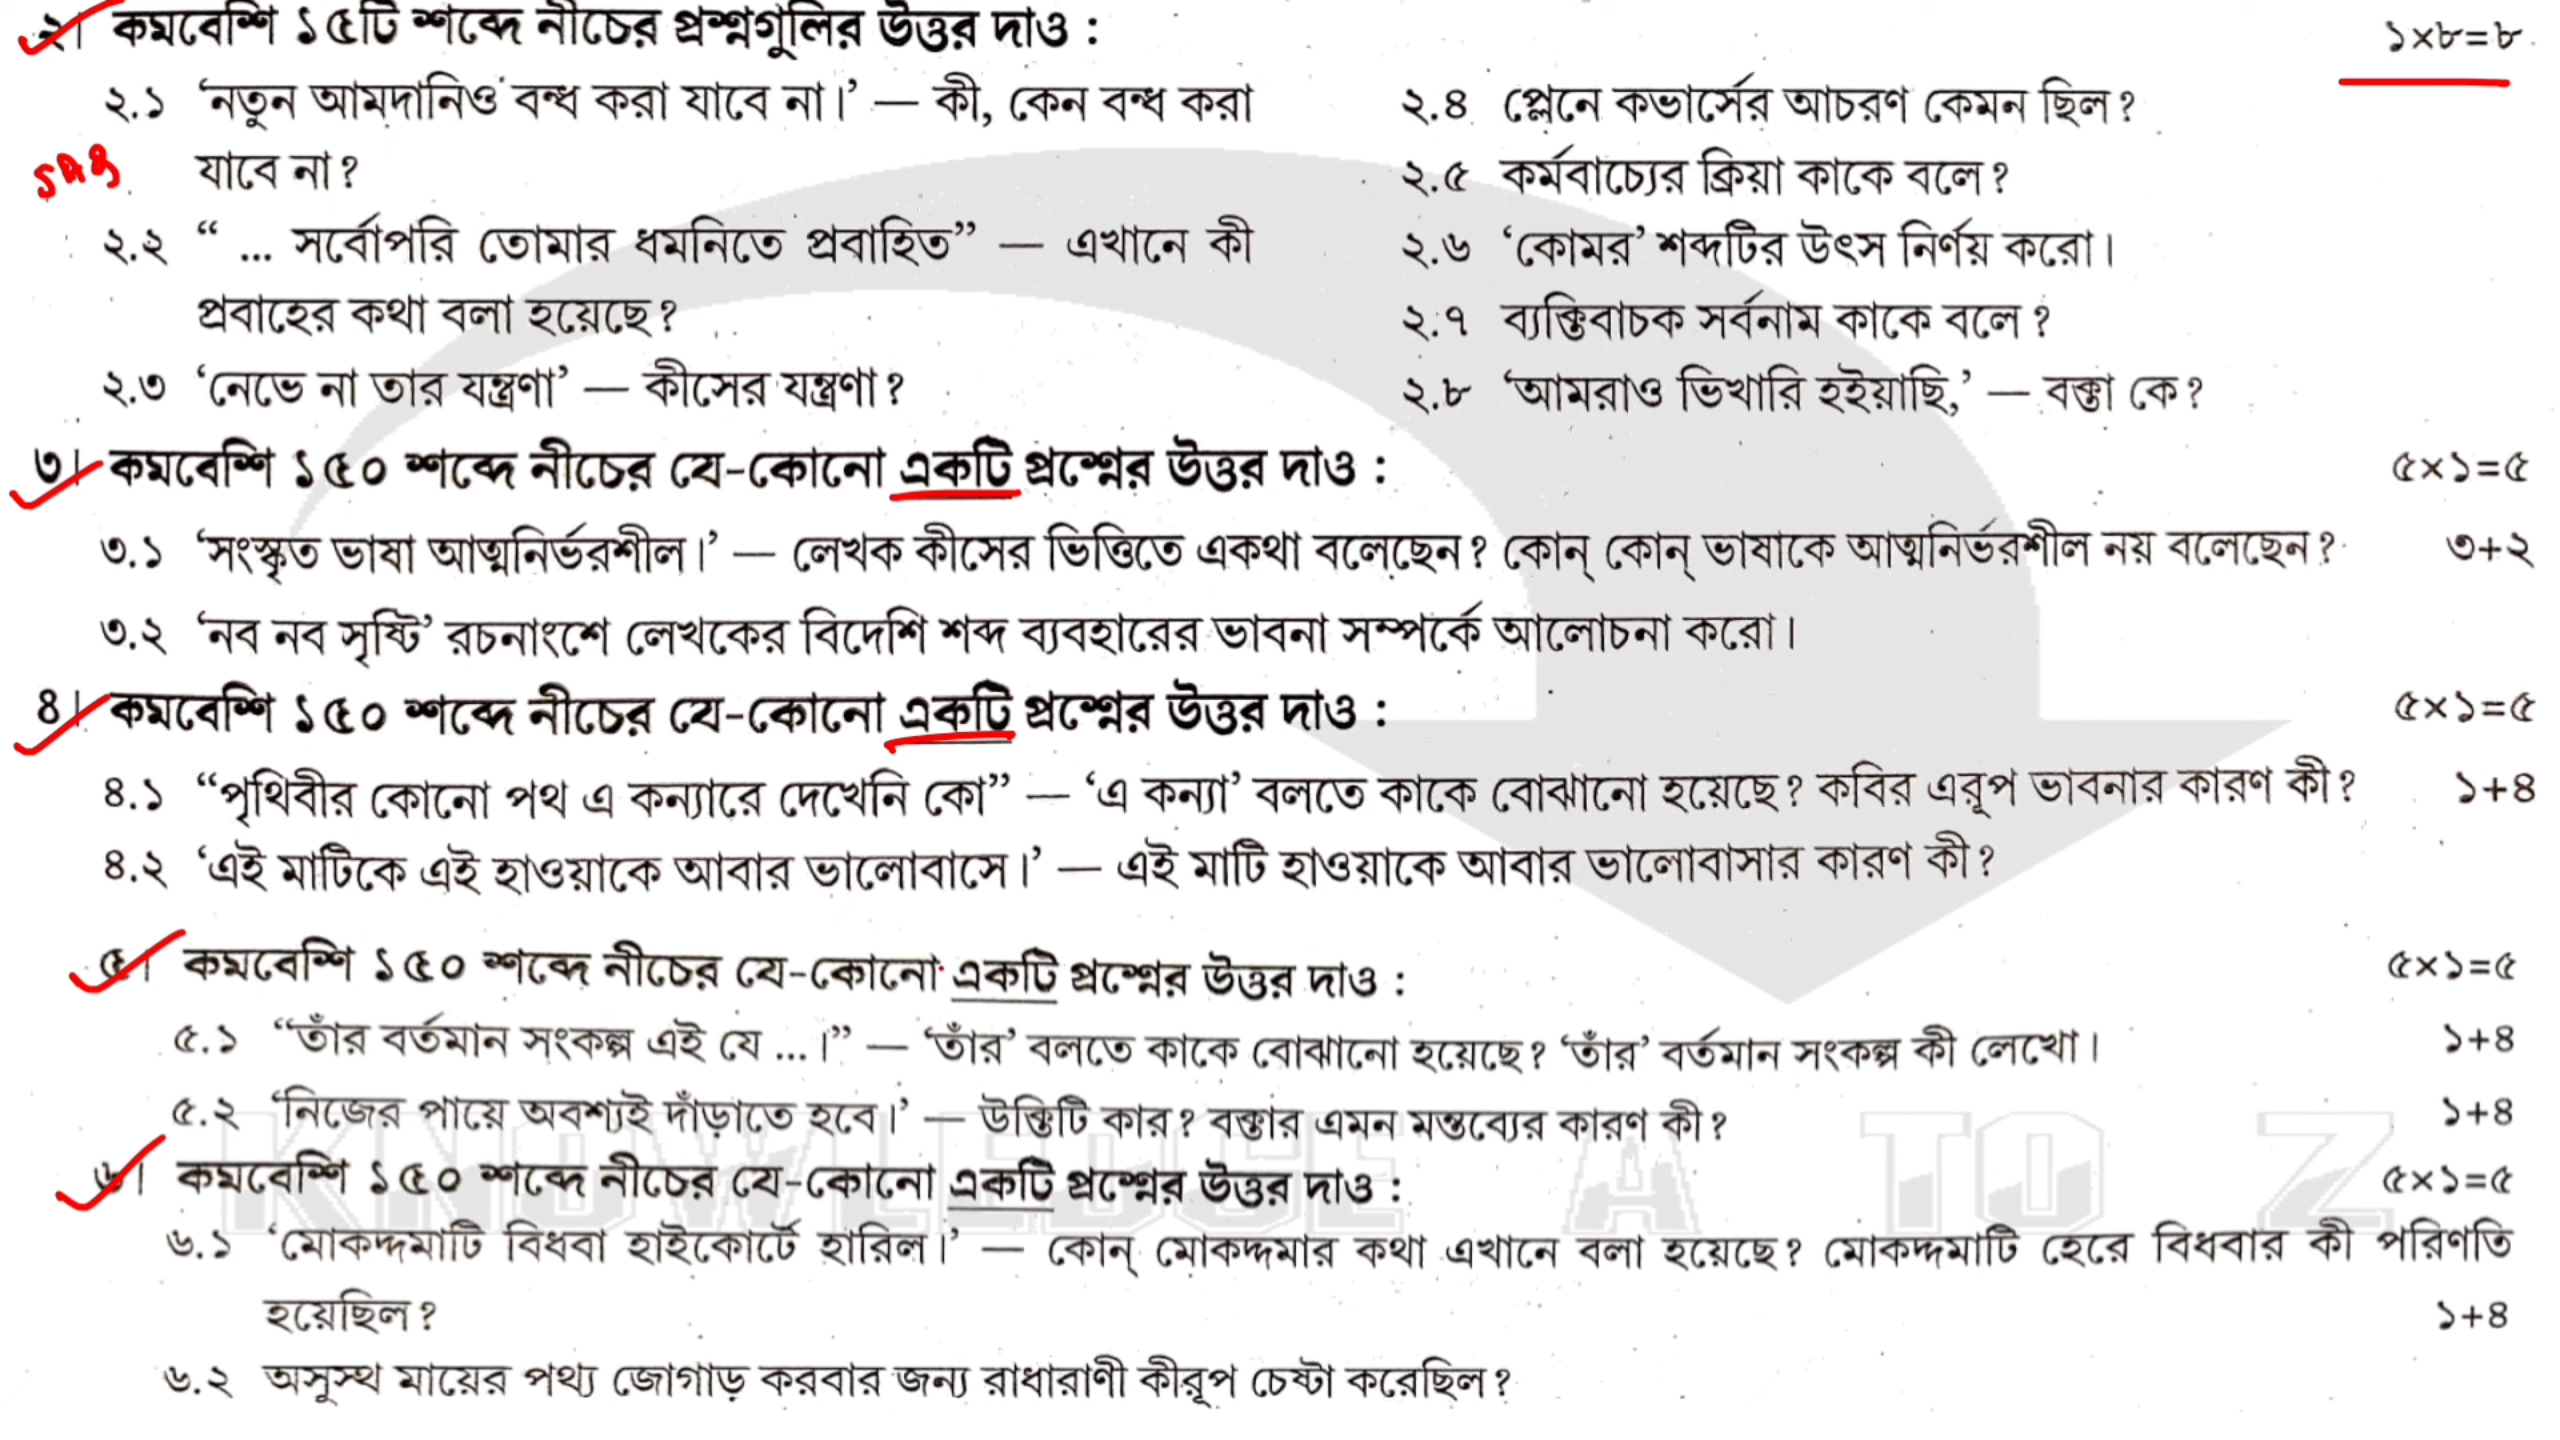 ২। কমবেশি ১৫টি শব্দে নীচের প্রশ্নগুলির উত্তর দাও : ১×৮=৮
২.১ ‘নতুন আমদানিও বন্ধ করা যাবে না।’ — কী, কেন বন্ধ করা
যাবে না?
২.২ “ ... সর্বোপরি তোমার ধমনিতে প্রবাহিত” — এখানে কী
প্রবাহের কথা বলা হয়েছে?
২.৩ ‘নেভে না তার যন্ত্রণা’ — কীসের যন্ত্রণা?
২.৪ প্লেনে কভার্সের আচরণ কেমন ছিল?
২.৫ কর্মবাচ্যের ক্রিয়া কাকে বলে?
২.৬ ‘কোমর’ শব্দটির উৎস নির্ণয় করো।
২.৭ ব্যক্তিবাচক সর্বনাম কাকে বলে?
২.৮ ‘আমরাও ভিখারি হইয়াছি,’ — বক্তা কে?
৩। কমবেশি ১৫০ শব্দে নীচের যে-কোনো একটি প্রশ্নের উত্তর দাও : ৫×১=৫
৩.১ ‘সংস্কৃত ভাষা আত্মনির্ভরশীল।’ — লেখক কীসের ভিত্তিতে একথা বলেছেন? কোন্ কোন্ ভাষাকে আত্মনির্ভরশীল নয় বলেছেন? ৩+২
৩.২ ‘নব নব সৃষ্টি’ রচনাংশে লেখকের বিদেশি শব্দ ব্যবহারের ভাবনা সম্পর্কে আলোচনা করো।
৪। কমবেশি ১৫০ শব্দে নীচের যে-কোনো একটি প্রশ্নের উত্তর দাও : ৫×১=৫
৪.১ “পৃথিবীর কোনো পথ এ কন্যারে দেখেনি কো” — ‘এ কন্যা’ বলতে কাকে বোঝানো হয়েছে? কবির এরূপ ভাবনার কারণ কী? ১+৪
৪.২ ‘এই মাটিকে এই হাওয়াকে আবার ভালোবাসে।’ — এই মাটি হাওয়াকে আবার ভালোবাসার কারণ কী?
৫। কমবেশি ১৫০ শব্দে নীচের যে-কোনো একটি প্রশ্নের উত্তর দাও : ৫×১=৫
৫.১ “তাঁর বর্তমান সংকল্প এই যে ... ।” — ‘তাঁর’ বলতে কাকে বোঝানো হয়েছে? ‘তাঁর’ বর্তমান সংকল্প কী লেখো। ১+৪
৫.২ ‘নিজের পায়ে অবশ্যই দাঁড়াতে হবে।’ — উক্তিটি কার? বক্তার এমন মন্তব্যের কারণ কী? ১+৪
KNOWLEDGE A TO Z
৬। কমবেশি ১৫০ শব্দে নীচের যে-কোনো একটি প্রশ্নের উত্তর দাও : ৫×১=৫
৬.১ ‘মোকদ্দমাটি বিধবা হাইকোর্টে হারিল।’ — কোন্ মোকদ্দমার কথা এখানে বলা হয়েছে? মোকদ্দমাটি হেরে বিধবার কী পরিণতি
হয়েছিল? ১+৪
৬.২ অসুস্থ মায়ের পথ্য জোগাড় করবার জন্য রাধারাণী কীরূপ চেষ্টা করেছিল?